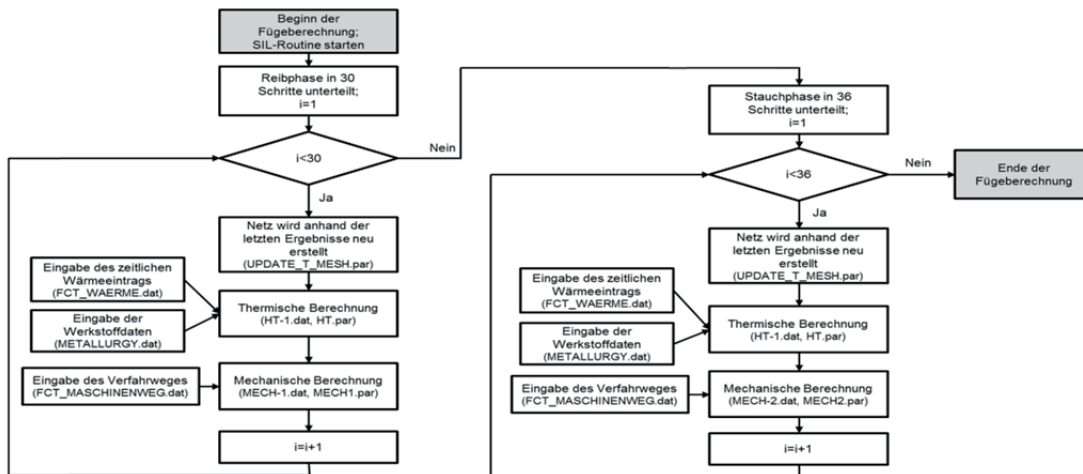 Beginn der
Fügeberechnung;
SIL-Routine starten
Reibphase in 30
Schritte unterteilt;
i=1
i<30
Nein
Ja
Netz wird anhand der
letzten Ergebnisse neu
erstellt
(UPDATE_T_MESH.par)
Eingabe des zeitlichen
Wärmeeintrags
(FCT_WAERME.dat)
Eingabe der
Werkstoffdaten
(METALLURGY.dat)
Thermische Berechnung
(HT-1.dat, HT.par)
Eingabe des Verfahrweges
(FCT_MASCHINENWEG.dat)
Mechanische Berechnung
(MECH-1.dat, MECH1.par)
i=i+1
Stauchphase in 36
Schritte unterteilt;
i=1
i<36
Nein
Ende der
Fügeberechnung
Ja
Netz wird anhand der
letzten Ergebnisse neu
erstellt
(UPDATE_T_MESH.par)
Eingabe des zeitlichen
Wärmeeintrags
(FCT_WAERME.dat)
Eingabe der
Werkstoffdaten
(METALLURGY.dat)
Thermische Berechnung
(HT-1.dat, HT.par)
Eingabe des Verfahrweges
(FCT_MASCHINENWEG.dat)
Mechanische Berechnung
(MECH-2.dat, MECH2.par)
i=i+1